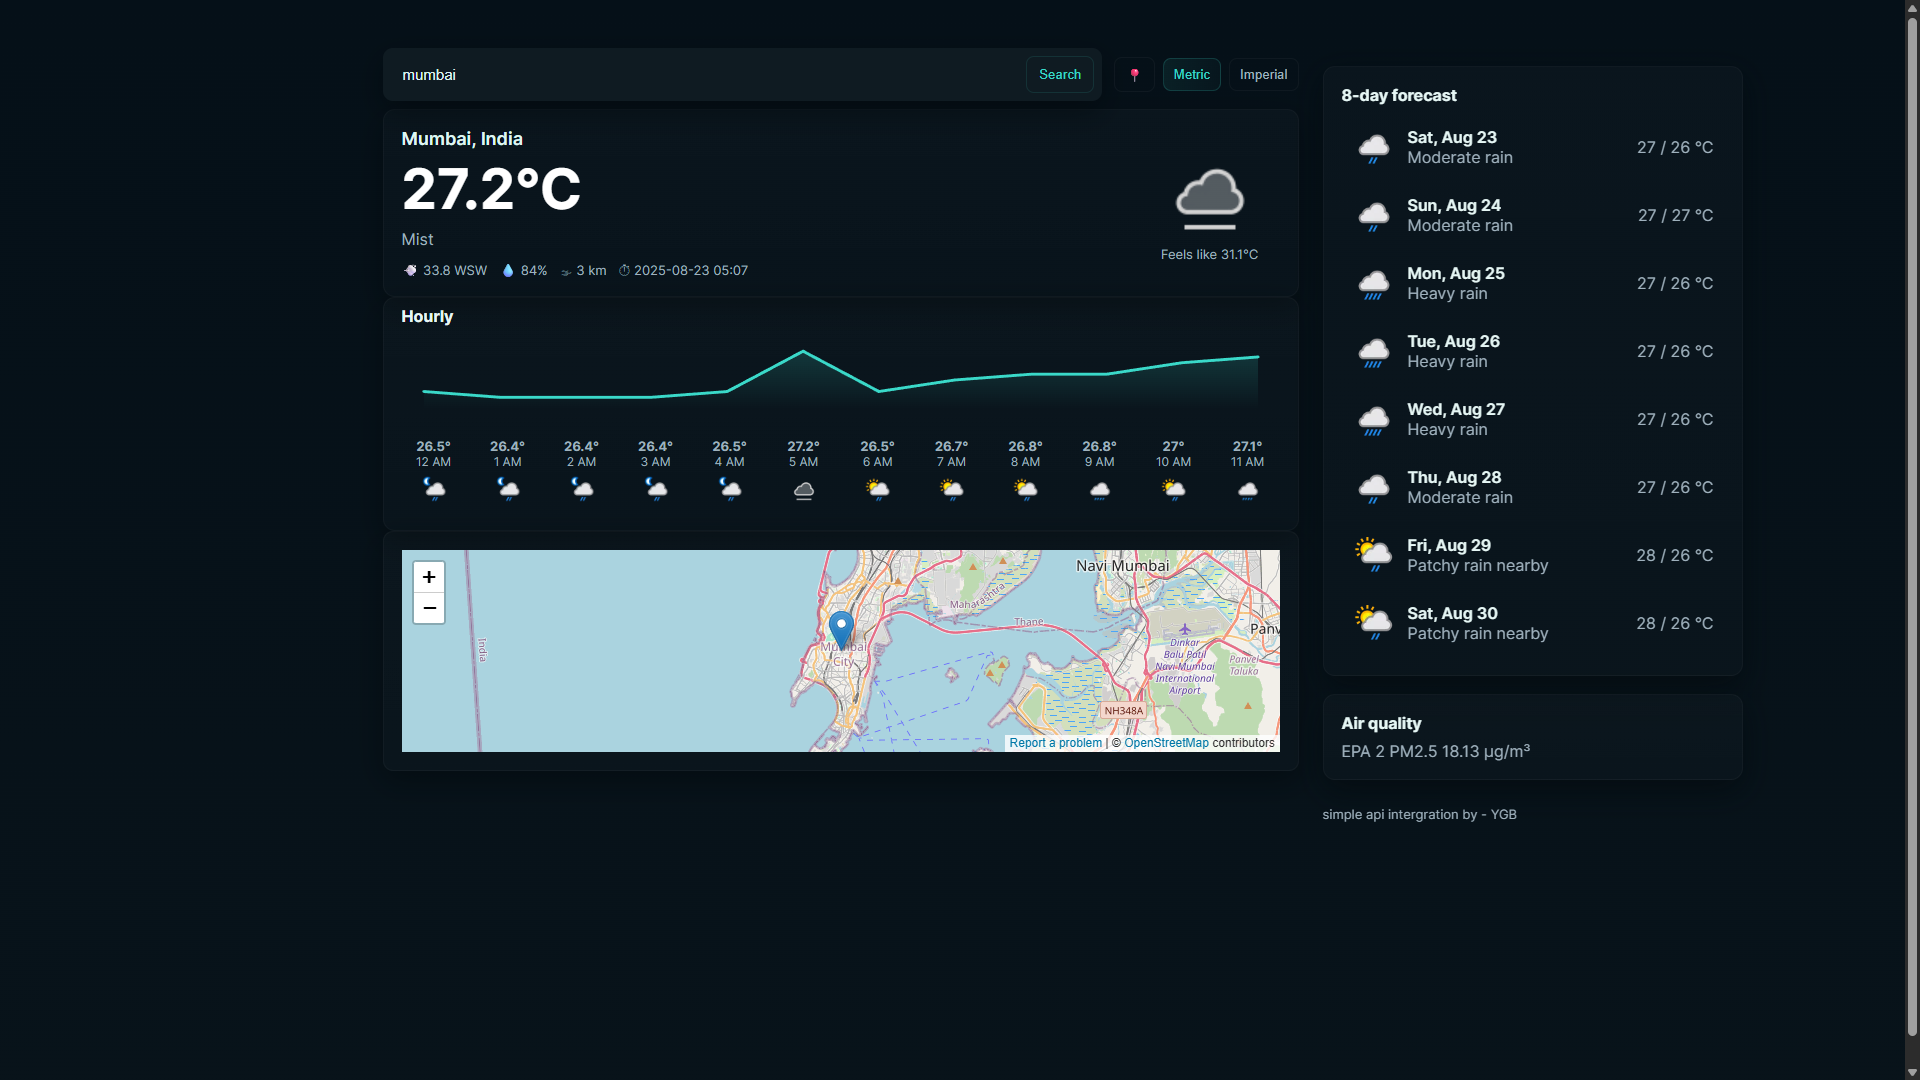 mumbai
Search
Metric
Imperial
Mumbai, India
27.2°C
Mist
33.8 WSW 84% 3 km 2025-08-23 05:07
Feels like 31.1°C
Hourly
26.5° 26.4° 26.4° 26.4° 26.5° 27.2° 26.5° 26.7° 26.8° 26.8° 27° 27.1°
12 AM 1 AM 2 AM 3 AM 4 AM 5 AM 6 AM 7 AM 8 AM 9 AM 10 AM 11 AM
+
−
India
Navi Mumbai
Maharashtra
Thane
Mumbai
City
Panv
Dinkar
Balu Patil
Navi Mumbai
International
Airport
Panvel
Taluka
NH348A
Report a problem | © OpenStreetMap contributors
8-day forecast
Sat, Aug 23
Moderate rain
27 / 26 °C
Sun, Aug 24
Moderate rain
27 / 27 °C
Mon, Aug 25
Heavy rain
27 / 26 °C
Tue, Aug 26
Heavy rain
27 / 26 °C
Wed, Aug 27
Heavy rain
27 / 26 °C
Thu, Aug 28
Moderate rain
27 / 26 °C
Fri, Aug 29
Patchy rain nearby
28 / 26 °C
Sat, Aug 30
Patchy rain nearby
28 / 26 °C
Air quality
EPA 2 PM2.5 18.13 µg/m³
simple api intergration by - YGB